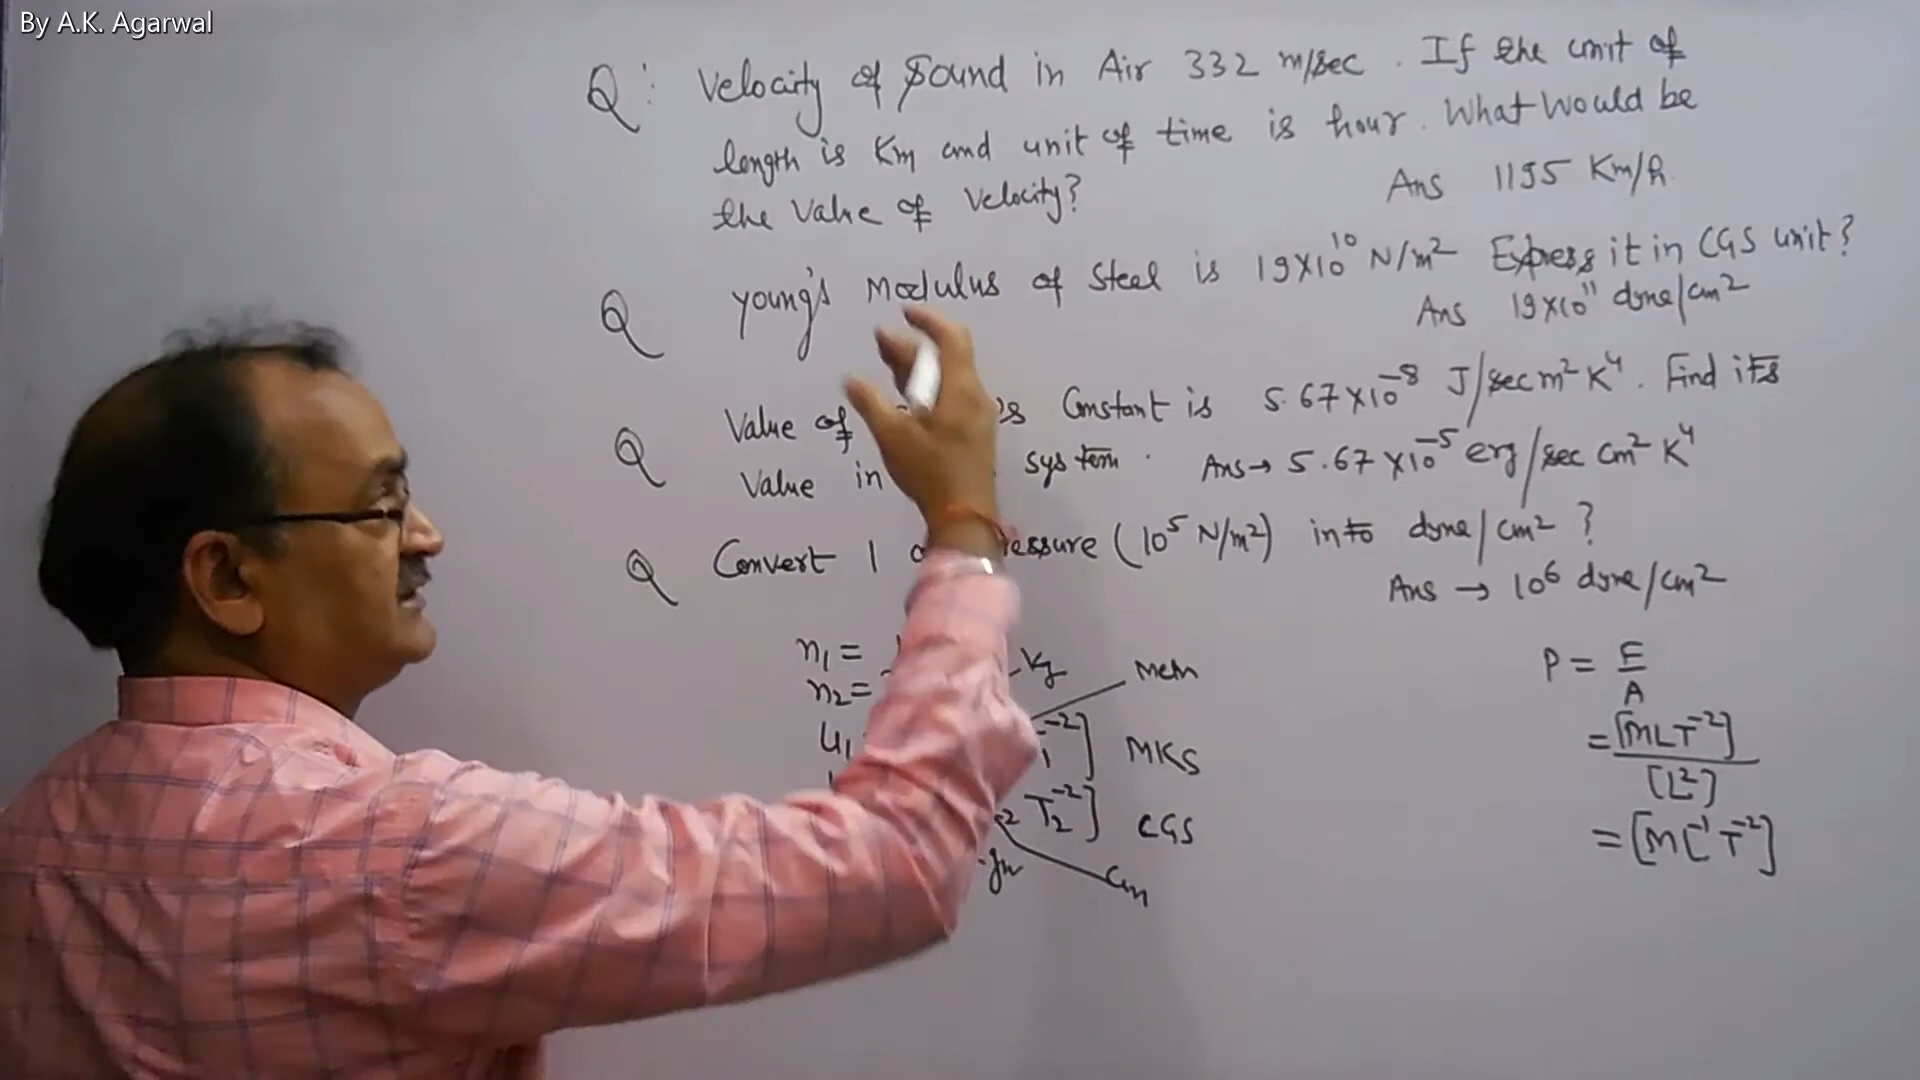 By A.K. Agarwal
Q: Velocity of Sound in Air 332 m/sec. If the unit of
length is Km and unit of time is hour. What Would be
the Value of Velocity?
Ans 1195 Km/h
Q Young's Modulus of Steel is 19×10¹⁰ N/m² Express it in CGS unit?
Ans 19×10¹¹ dyne/cm²
Q Value of Constant is 5.67×10⁻⁸ J/sec m² K⁴. Find its
Value in system. Ans→ 5.67×10⁻⁵ erg/sec cm² K⁴
Q Convert 1 (10⁵ N/m²) into dyne/cm² ?
Ans → 10⁶ dyne/cm²
n₁ = Kg
n₂ =
u₁ ⁻²] MKS
T₂⁻²] CGS
Cm
P = F/A
= [MLT⁻²]/[L²]
= [ML⁻¹T⁻²]